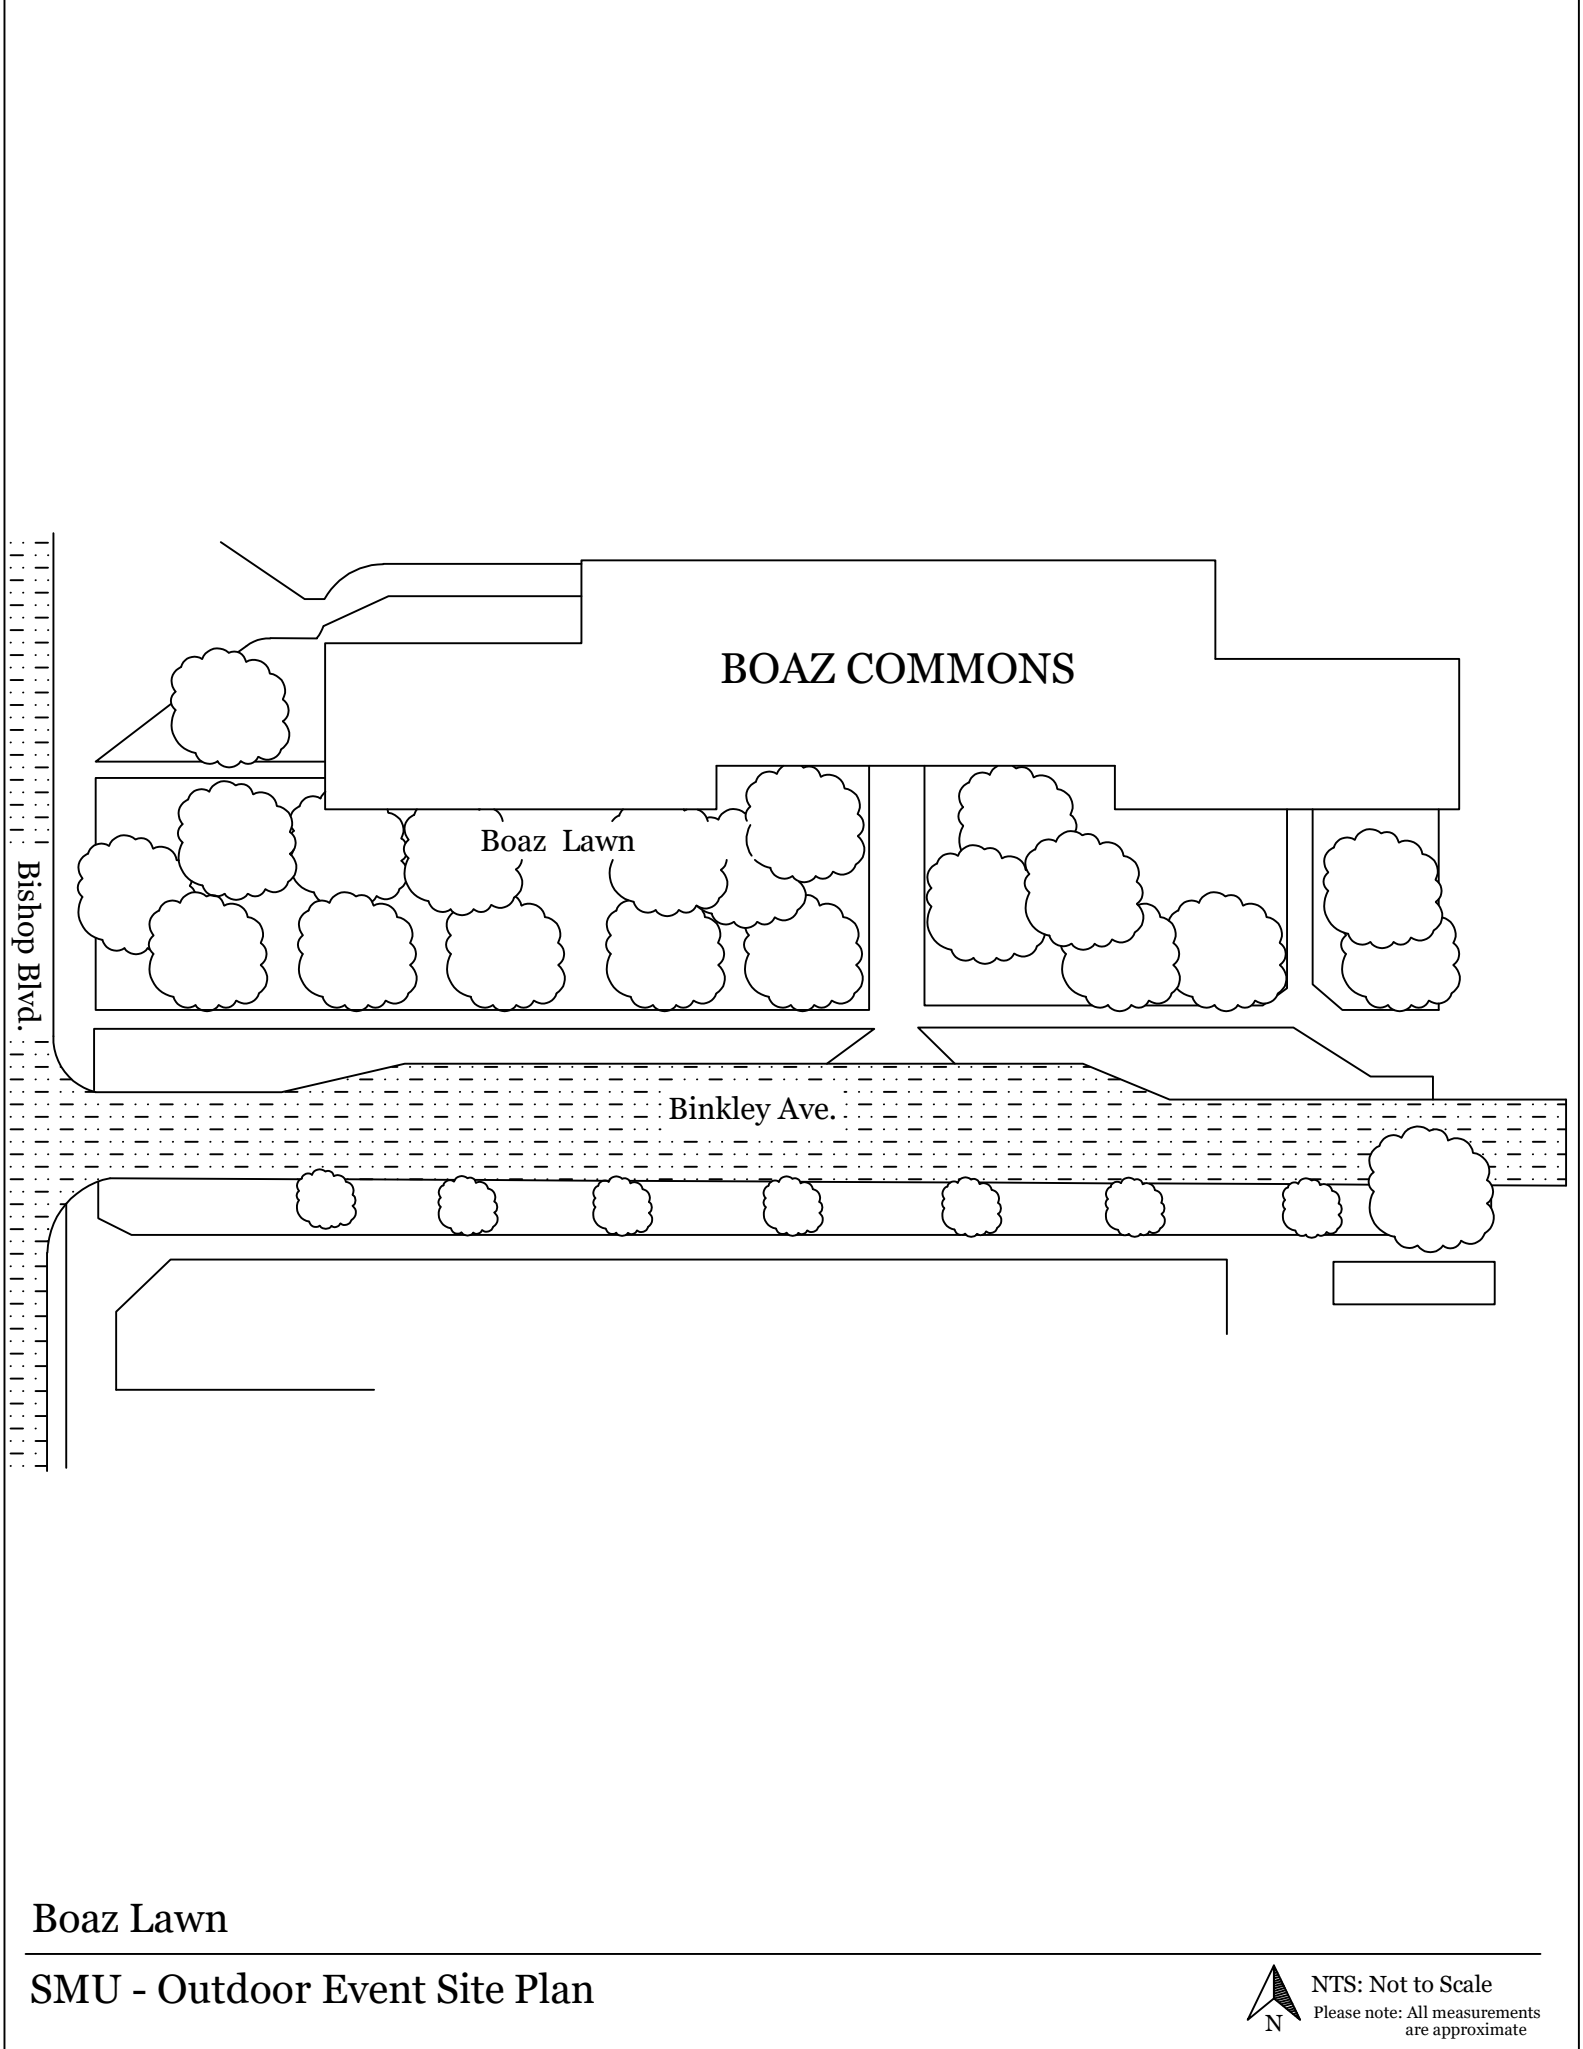 BOAZ COMMONS
Boaz Lawn
Bishop Blvd.
Binkley Ave.
Boaz Lawn
SMU - Outdoor Event Site Plan
N
NTS: Not to Scale
Please note: All measurements
are approximate